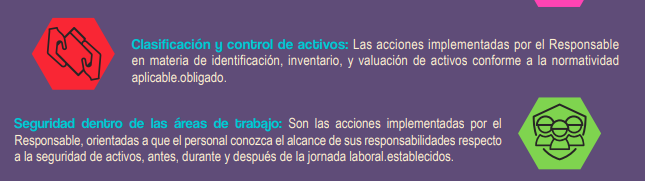 Clasificación y control de activos: Las acciones implementadas por el Responsable
en materia de identificación, inventario, y valuación de activos conforme a la normatividad
aplicable.obligado.
Seguridad dentro de las áreas de trabajo: Son las acciones implementadas por el
Responsable, orientadas a que el personal conozca el alcance de sus responsabilidades respecto
a la seguridad de activos, antes, durante y después de la jornada laboral.establecidos.